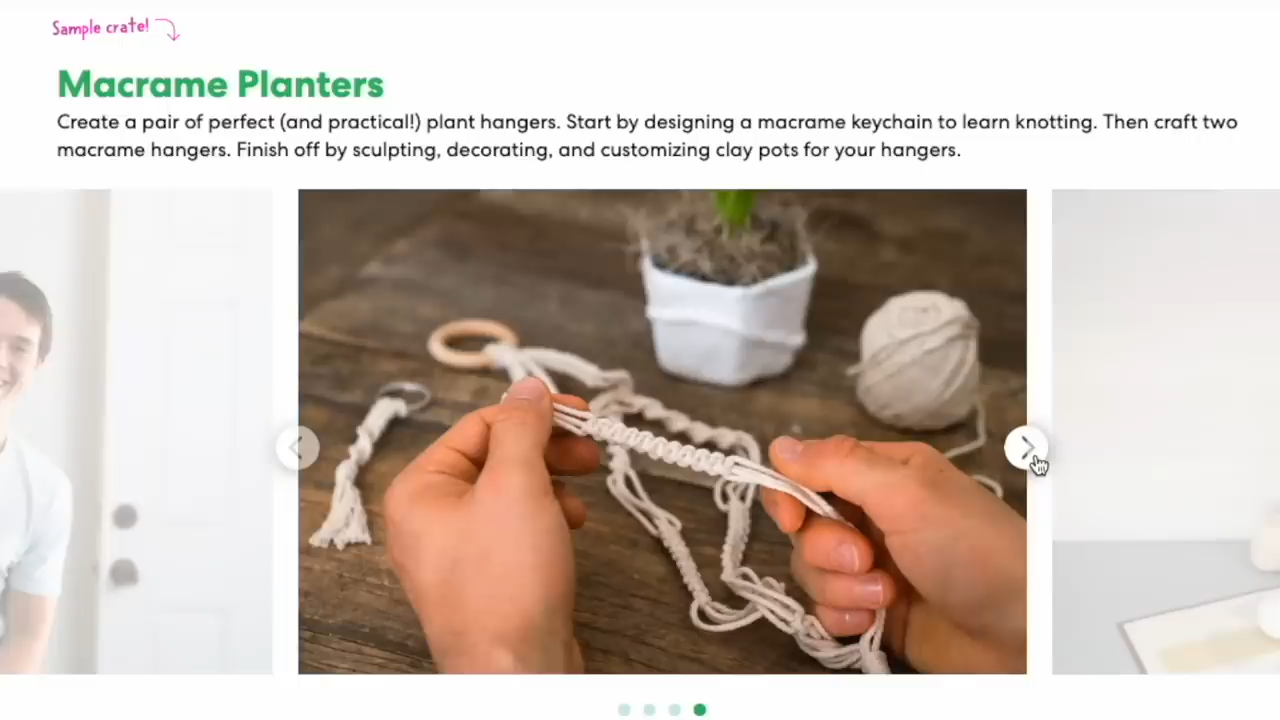 Sample crate!
Macrame Planters
Create a pair of perfect (and practical!) plant hangers. Start by designing a macrame keychain to learn knotting. Then craft two
macrame hangers. Finish off by sculpting, decorating, and customizing clay pots for your hangers.